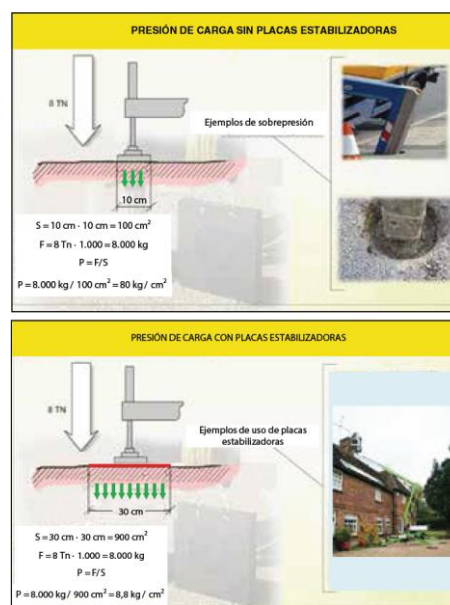 PRESIÓN DE CARGA SIN PLACAS ESTABILIZADORAS
8 TN
Ejemplos de sobrepresión
10 cm
S = 10 cm · 10 cm = 100 cm²
F = 8 Tn · 1.000 = 8.000 kg
P = F/S
P = 8.000 kg / 100 cm² = 80 kg / cm²
PRESIÓN DE CARGA CON PLACAS ESTABILIZADORAS
8 TN
Ejemplos de uso de placas
estabilizadoras
30 cm
S = 30 cm · 30 cm = 900 cm²
F = 8 Tn · 1.000 = 8.000 kg
P = F/S
P = 8.000 kg / 900 cm² = 8,8 kg / cm²